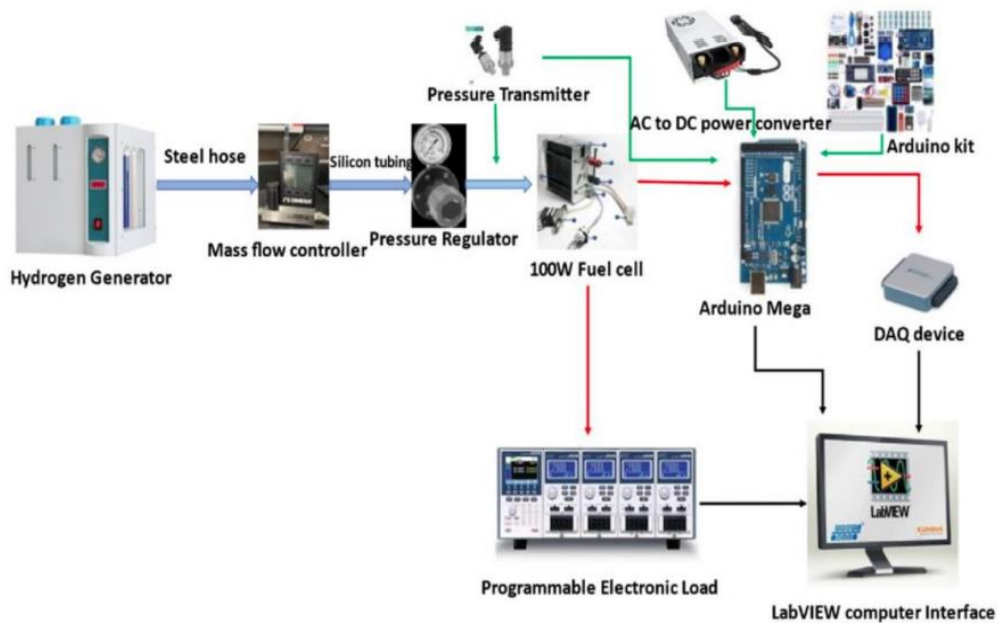 Pressure Transmitter
AC to DC power converter
Arduino kit
Steel hose
Silicon tubing
Mass flow controller
Pressure Regulator
Hydrogen Generator
100W Fuel cell
Arduino Mega
DAQ device
LabVIEW
Programmable Electronic Load
LabVIEW computer Interface